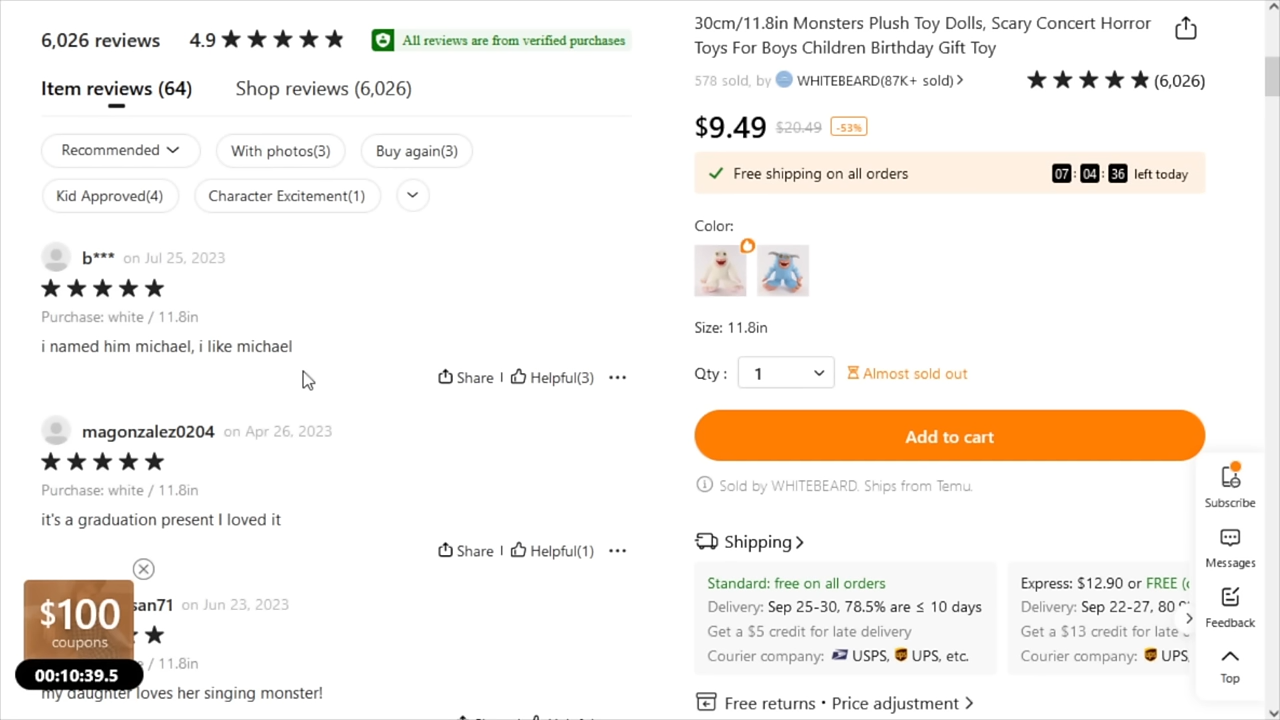 6,026 reviews
4.9
All reviews are from verified purchases
Item reviews (64)
Shop reviews (6,026)
Recommended
With photos(3)
Buy again(3)
Kid Approved(4)
Character Excitement(1)
b*** on Jul 25, 2023
Purchase: white / 11.8in
i named him michael, i like michael
Share | Helpful(3)
magonzalez0204 on Apr 26, 2023
Purchase: white / 11.8in
it's a graduation present I loved it
Share | Helpful(1)
san71 on Jun 23, 2023
/ 11.8in
my daughter loves her singing monster!
$100
coupons
00:10:39.5
30cm/11.8in Monsters Plush Toy Dolls, Scary Concert Horror
Toys For Boys Children Birthday Gift Toy
578 sold, by WHITEBEARD(87K+ sold)
(6,026)
$9.49 $20.49 -53%
Free shipping on all orders
07 : 04 : 36 left today
Color:
Size: 11.8in
Qty : 1
Almost sold out
Add to cart
Sold by WHITEBEARD. Ships from Temu.
Shipping
Standard: free on all orders
Delivery: Sep 25-30, 78.5% are ≤ 10 days
Get a $5 credit for late delivery
Courier company: USPS, UPS, etc.
Express: $12.90 or FREE (
Delivery: Sep 22-27, 80
Get a $13 credit for late
Courier company: UPS,
Free returns • Price adjustment
Subscribe
Messages
Feedback
Top